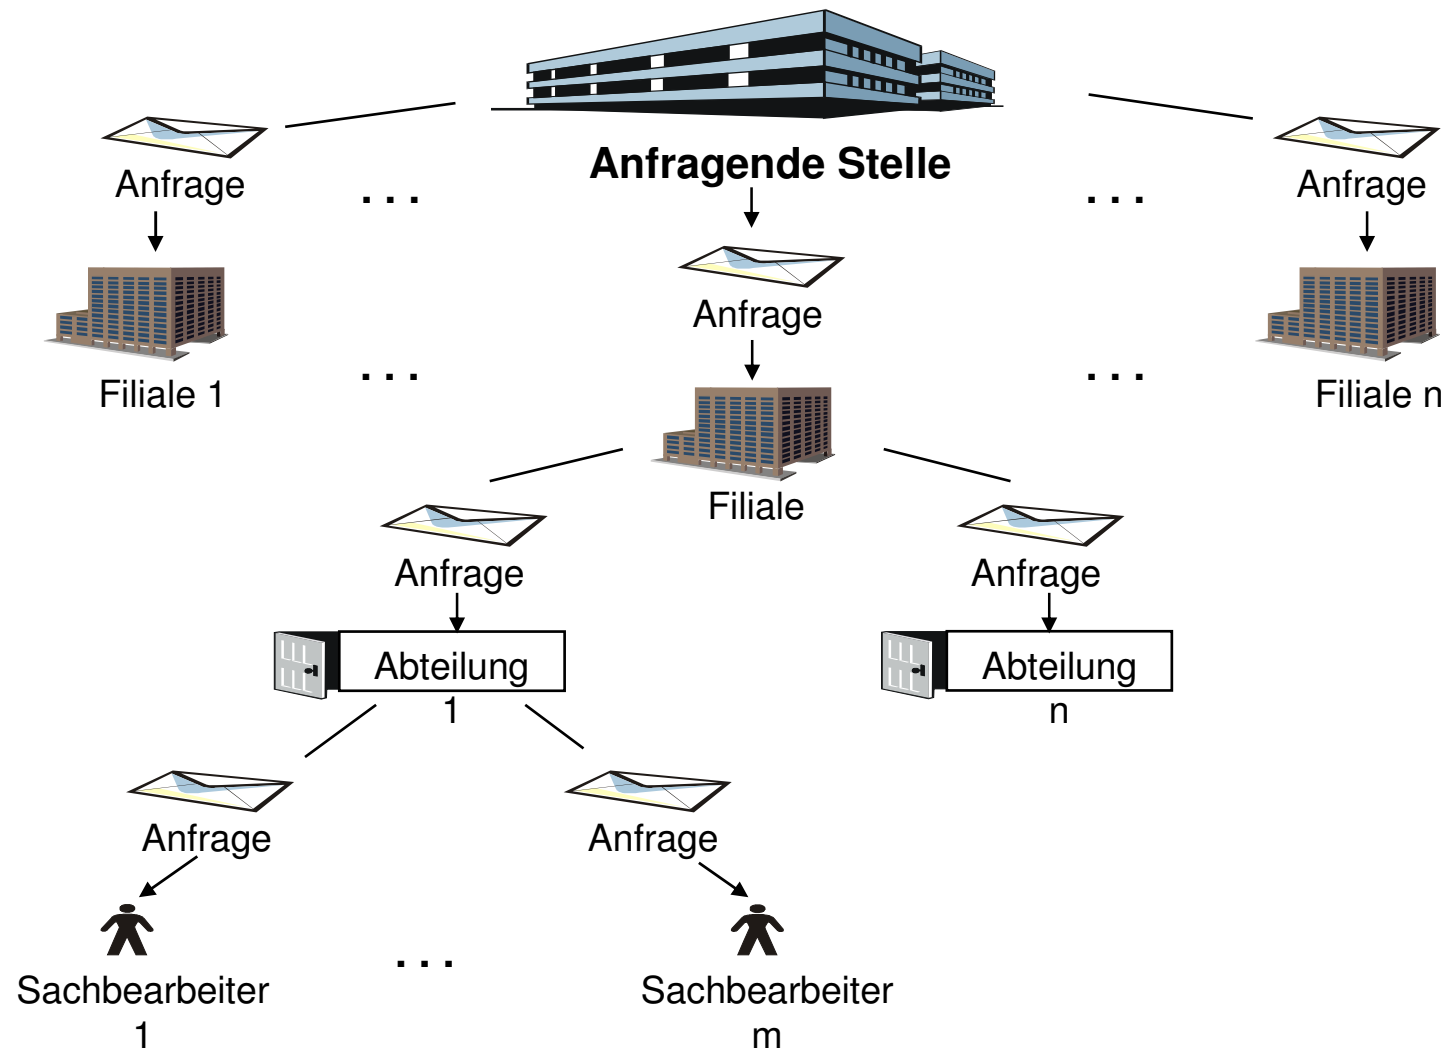 Anfragende Stelle
Anfrage
. . .
. . .
Anfrage
Anfrage
Filiale 1
. . .
. . .
Filiale n
Filiale
Anfrage
Anfrage
Abteilung
1
Abteilung
n
Anfrage
Anfrage
. . .
Sachbearbeiter
1
Sachbearbeiter
m